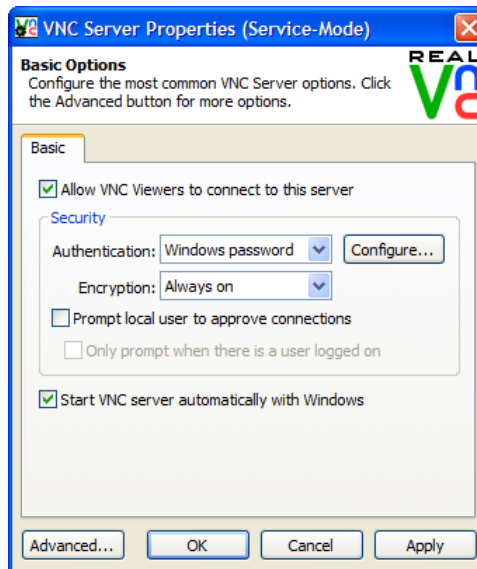 VNC Server Properties (Service-Mode)
Basic Options
Configure the most common VNC Server options. Click
the Advanced button for more options.
REAL
VNC
Basic
Allow VNC Viewers to connect to this server
Security
Authentication: Windows password Configure...
Encryption: Always on
Prompt local user to approve connections
Only prompt when there is a user logged on
Start VNC server automatically with Windows
Advanced... OK Cancel Apply